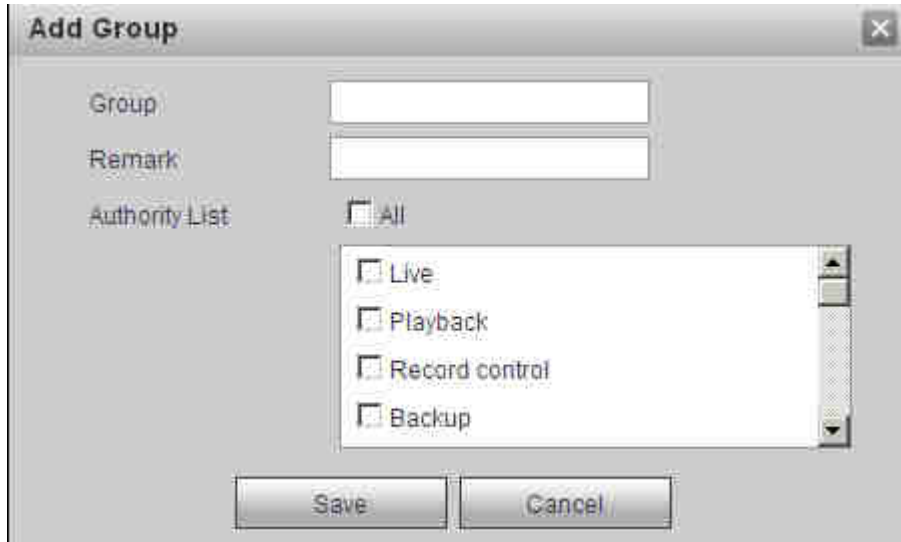 Add Group
Group
Remark
Authority List
All
Live
Playback
Record control
Backup
Save
Cancel